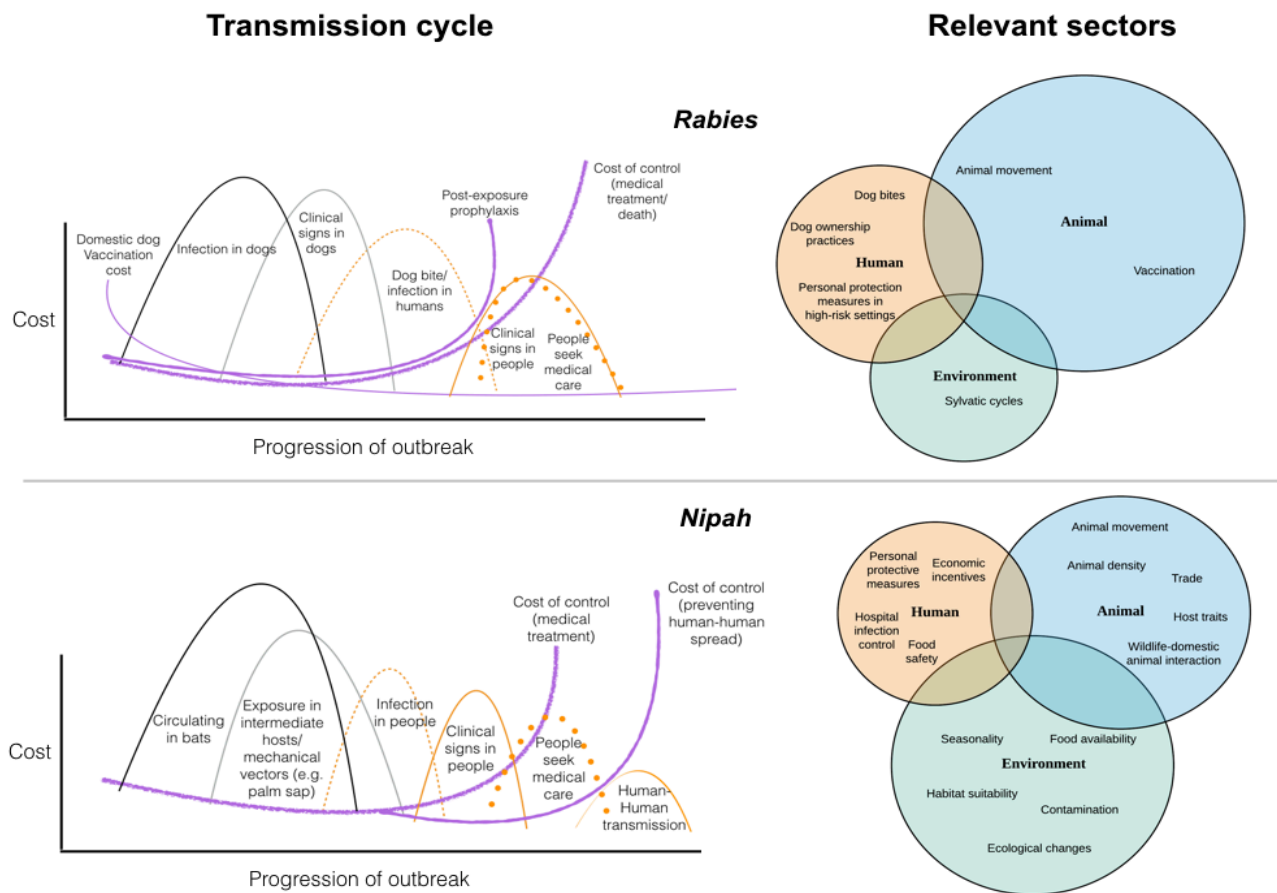 Transmission cycle
Relevant sectors
Rabies
Domestic dog
Vaccination
cost
Infection in dogs
Clinical
signs in
dogs
Dog bite/
infection in
humans
Post-exposure
prophylaxis
Cost of control
(medical
treatment/
death)
Clinical
signs in
people
People
seek
medical
care
Cost
Progression of outbreak
Dog bites
Dog ownership
practices
Human
Personal protection
measures in
high-risk settings
Animal movement
Animal
Vaccination
Environment
Sylvatic cycles
Nipah
Circulating
in bats
Exposure in
intermediate
hosts/
mechanical
vectors (e.g.
palm sap)
Infection
in people
Clinical
signs in
people
Cost of control
(medical
treatment)
People
seek
medical
care
Cost of control
(preventing
human-human
spread)
Human-
Human
transmission
Cost
Progression of outbreak
Personal
protective
measures
Economic
incentives
Human
Hospital
infection
control
Food
safety
Animal movement
Animal density
Trade
Animal
Host traits
Wildlife-domestic
animal interaction
Seasonality
Food availability
Environment
Habitat suitability
Contamination
Ecological changes